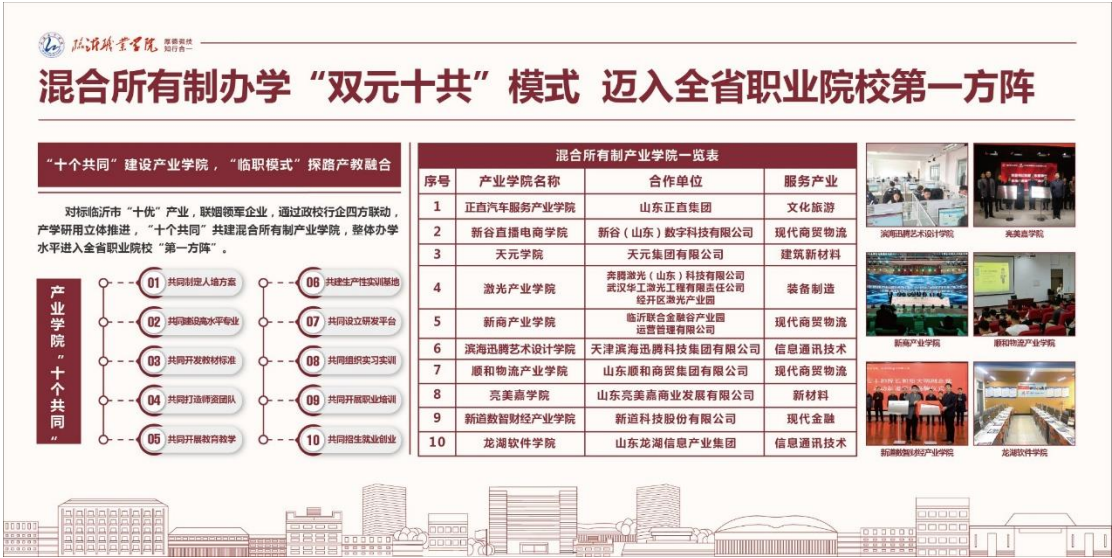 临沂职业学院 厚德强技
知行合一
混合所有制办学“双元十共”模式 迈入全省职业院校第一方阵
“十个共同”建设产业学院，“临职模式”探路产教融合
对标临沂市“十优”产业，联姻领军企业，通过政校行企四方联动，
产学研用立体推进，“十个共同”共建混合所有制产业学院，整体办学
水平进入全省职业院校“第一方阵”。
产业学院“十个共同”
01 共同制定人培方案
02 共同建设高水平专业
03 共同开发教材标准
04 共同打造师资团队
05 共同开展教育教学
06 共建生产性实训基地
07 共同设立研发平台
08 共同组织实习实训
09 共同开展职业培训
10 共同招生就业创业
混合所有制产业学院一览表
序号 产业学院名称 合作单位 服务产业
1 正直汽车服务产业学院 山东正直集团 文化旅游
2 新谷直播电商学院 新谷（山东）数字科技有限公司 现代商贸物流
3 天元学院 天元集团有限公司 建筑新材料
4 激光产业学院 奔腾激光（山东）科技有限公司
武汉华工激光工程有限责任公司
经开区激光产业园 装备制造
5 新商产业学院 临沂联合金融谷产业园
运营管理有限公司 现代商贸物流
6 滨海迅腾艺术设计学院 天津滨海迅腾科技集团有限公司 信息通讯技术
7 顺和物流产业学院 山东顺和商贸集团有限公司 现代商贸物流
8 亮美嘉学院 山东亮美嘉商业发展有限公司 新材料
9 新道数智财经产业学院 新道科技股份有限公司 现代金融
10 龙湖软件学院 山东龙湖信息产业集团 信息通讯技术
滨海迅腾艺术设计学院 亮美嘉学院
新商产业学院 顺和物流产业学院
新道数智财经产业学院 龙湖软件学院